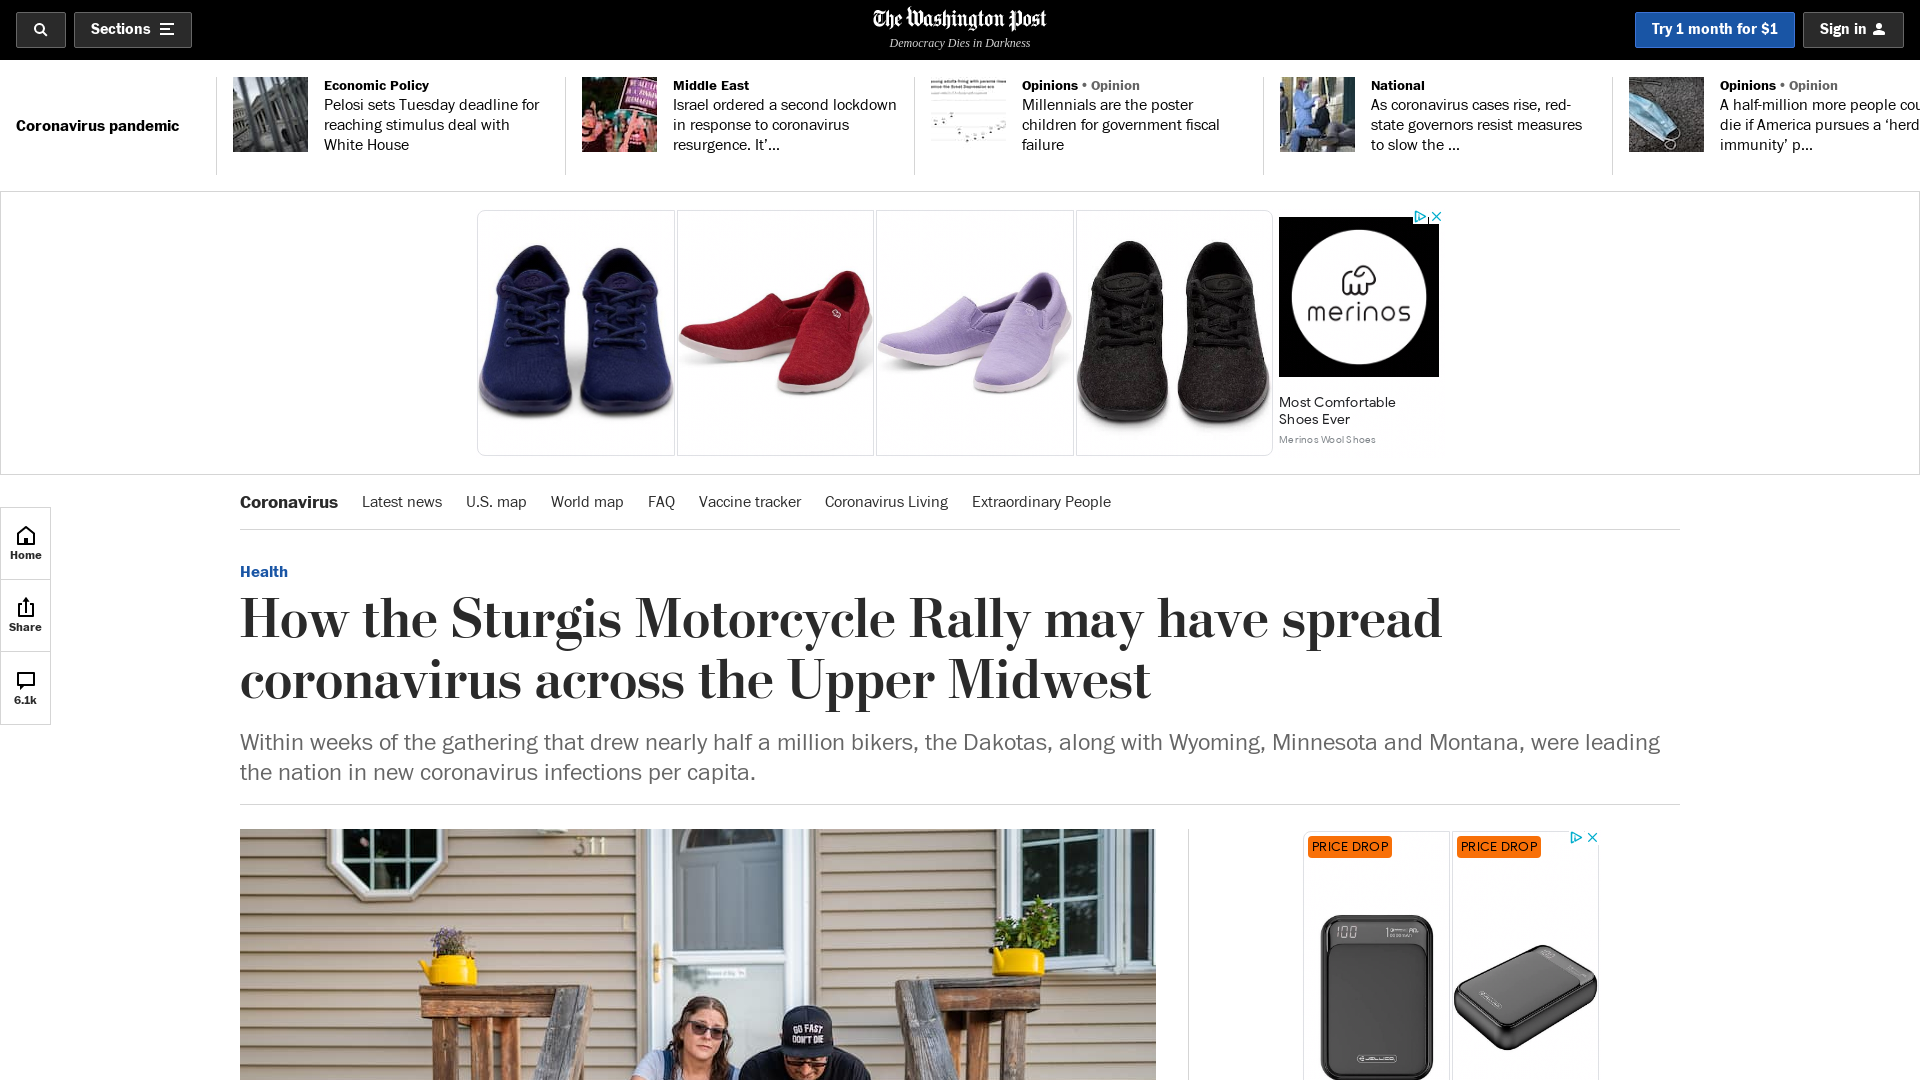 Sections
The Washington Post
Democracy Dies in Darkness
Try 1 month for $1
Sign in
Coronavirus pandemic
Economic Policy
Pelosi sets Tuesday deadline for
reaching stimulus deal with
White House
Middle East
Israel ordered a second lockdown
in response to coronavirus
resurgence. It’...
Opinions • Opinion
Millennials are the poster
children for government fiscal
failure
National
As coronavirus cases rise, red-
state governors resist measures
to slow the ...
Opinions • Opinion
A half-million more people cou
die if America pursues a ‘herd
immunity’ p...
merinos
Most Comfortable
Shoes Ever
Merinos Wool Shoes
Coronavirus
Latest news
U.S. map
World map
FAQ
Vaccine tracker
Coronavirus Living
Extraordinary People
Home
Share
6.1k
Health
How the Sturgis Motorcycle Rally may have spread
coronavirus across the Upper Midwest
Within weeks of the gathering that drew nearly half a million bikers, the Dakotas, along with Wyoming, Minnesota and Montana, were leading
the nation in new coronavirus infections per capita.
311
GO FAST
DON'T DIE
PRICE DROP
PRICE DROP
100
JELLICO